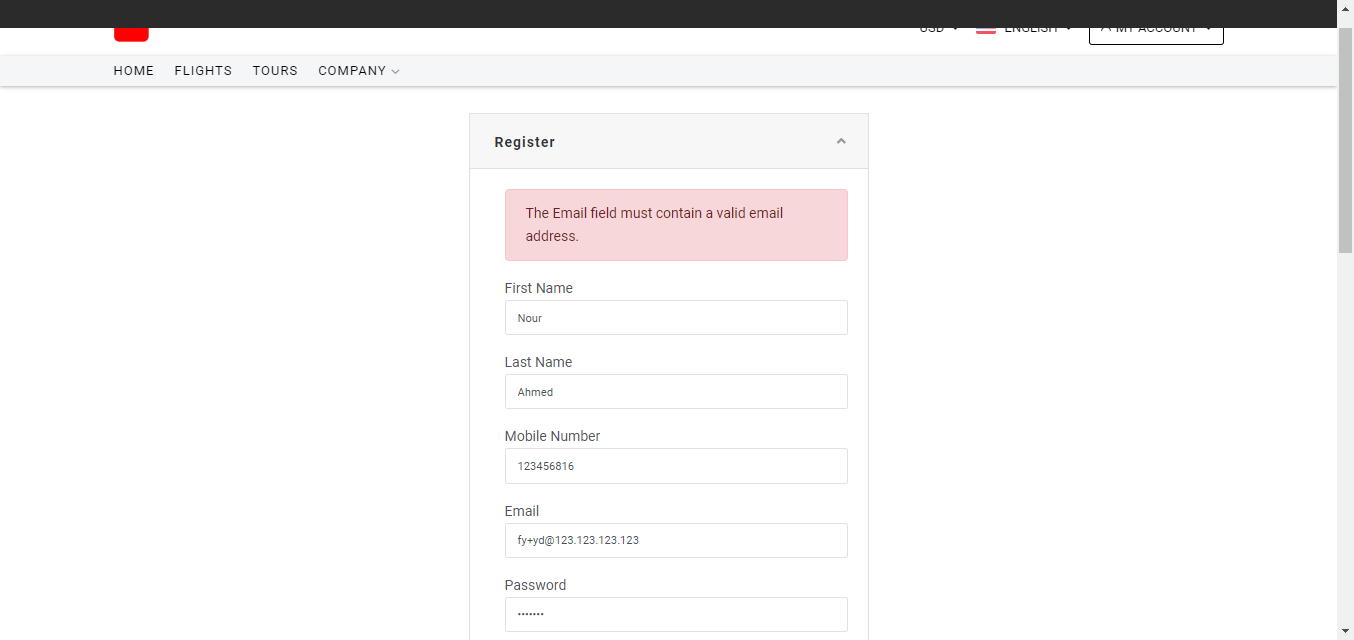 USD ENGLISH MY ACCOUNT
HOME FLIGHTS TOURS COMPANY
Register
The Email field must contain a valid email
address.
First Name
Nour
Last Name
Ahmed
Mobile Number
123456816
Email
fy+yd@123.123.123.123
Password
•••••••